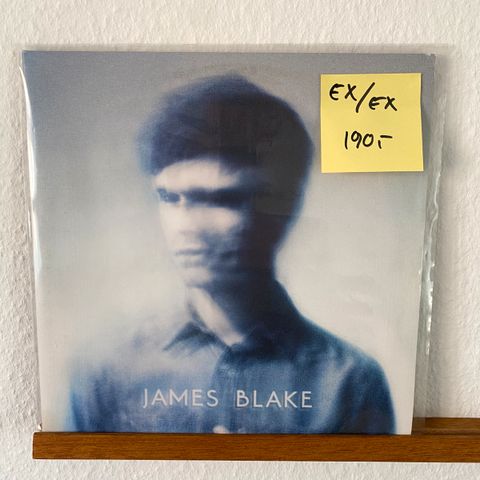 EX/EX
190,-
JAMES BLAKE